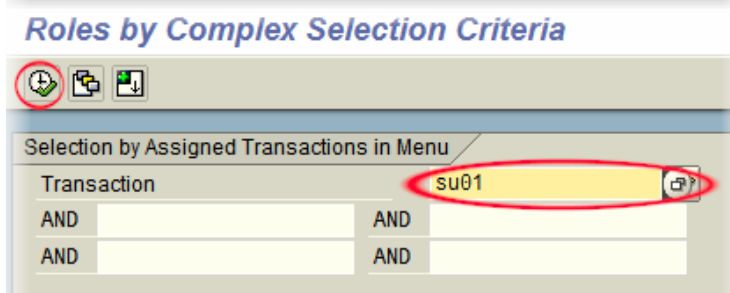 Roles by Complex Selection Criteria
Selection by Assigned Transactions in Menu
Transaction su01
AND AND
AND AND